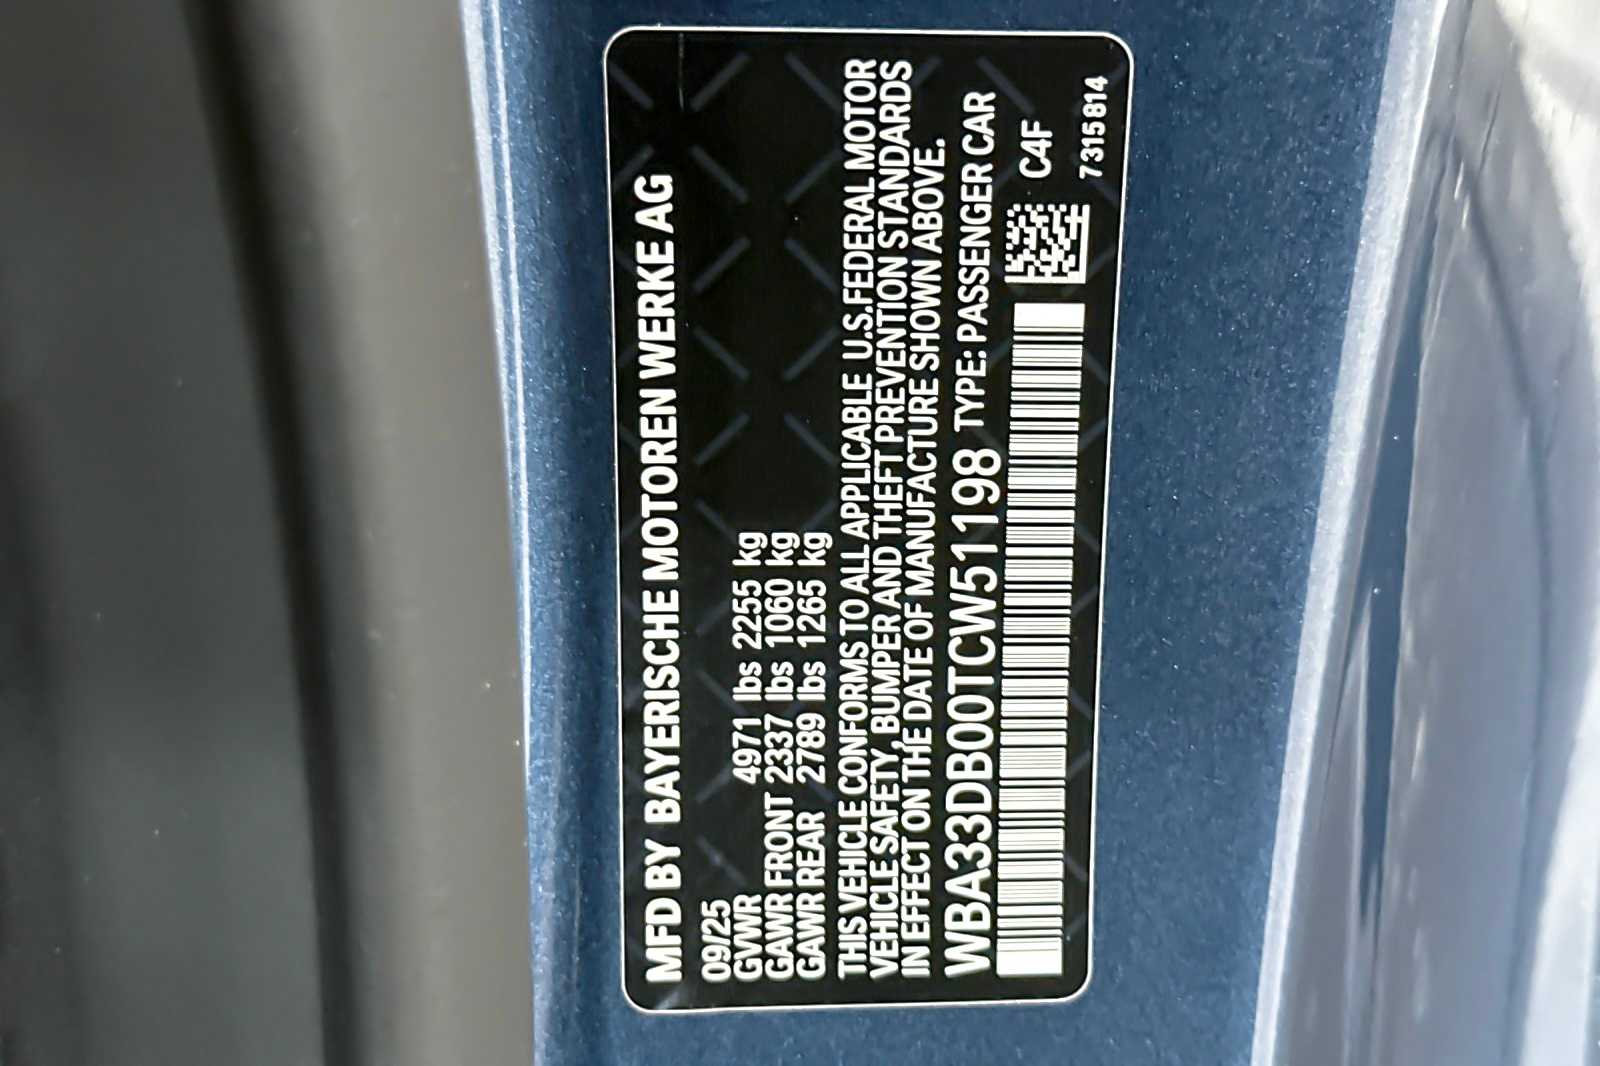 MFD BY BAYERISCHE MOTOREN WERKE AG
09/25
GVWR 4971 lbs 2255 kg
GAWR FRONT 2337 lbs 1060 kg
GAWR REAR 2789 lbs 1265 kg
THIS VEHICLE CONFORMS TO ALL APPLICABLE U.S.FEDERAL MOTOR
VEHICLE SAFETY, BUMPER AND THEFT PREVENTION STANDARDS
IN EFFECT ON THE DATE OF MANUFACTURE SHOWN ABOVE.
WBA33DB00TCW51198 TYPE: PASSENGER CAR
C4F
7315814